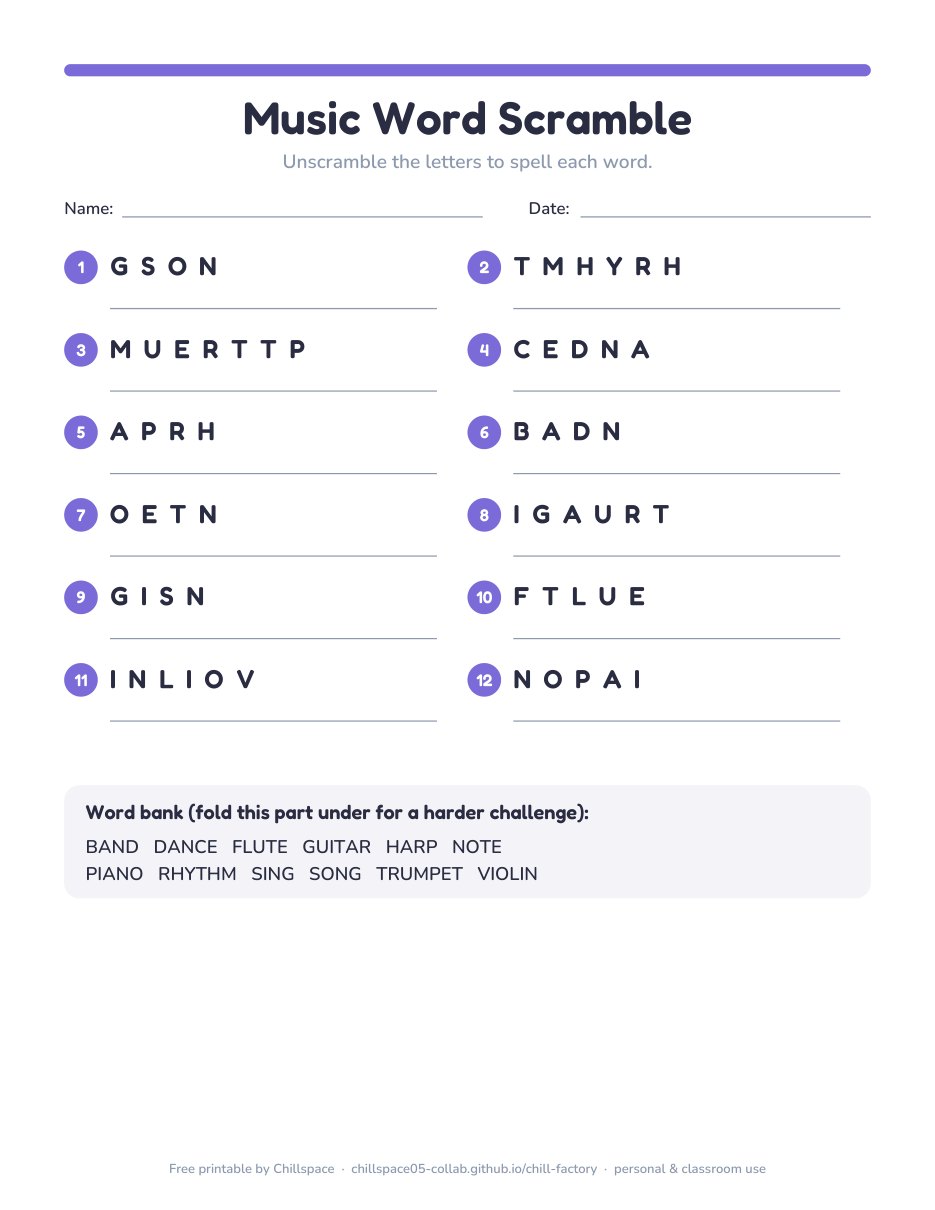 Music Word Scramble
Unscramble the letters to spell each word.
Name: Date:
1 G S O N 2 T M H Y R H
3 M U E R T T P 4 C E D N A
5 A P R H 6 B A D N
7 O E T N 8 I G A U R T
9 G I S N 10 F T L U E
11 I N L I O V 12 N O P A I
Word bank (fold this part under for a harder challenge):
BAND DANCE FLUTE GUITAR HARP NOTE
PIANO RHYTHM SING SONG TRUMPET VIOLIN
Free printable by Chillspace · chillspace05-collab.github.io/chill-factory · personal & classroom use